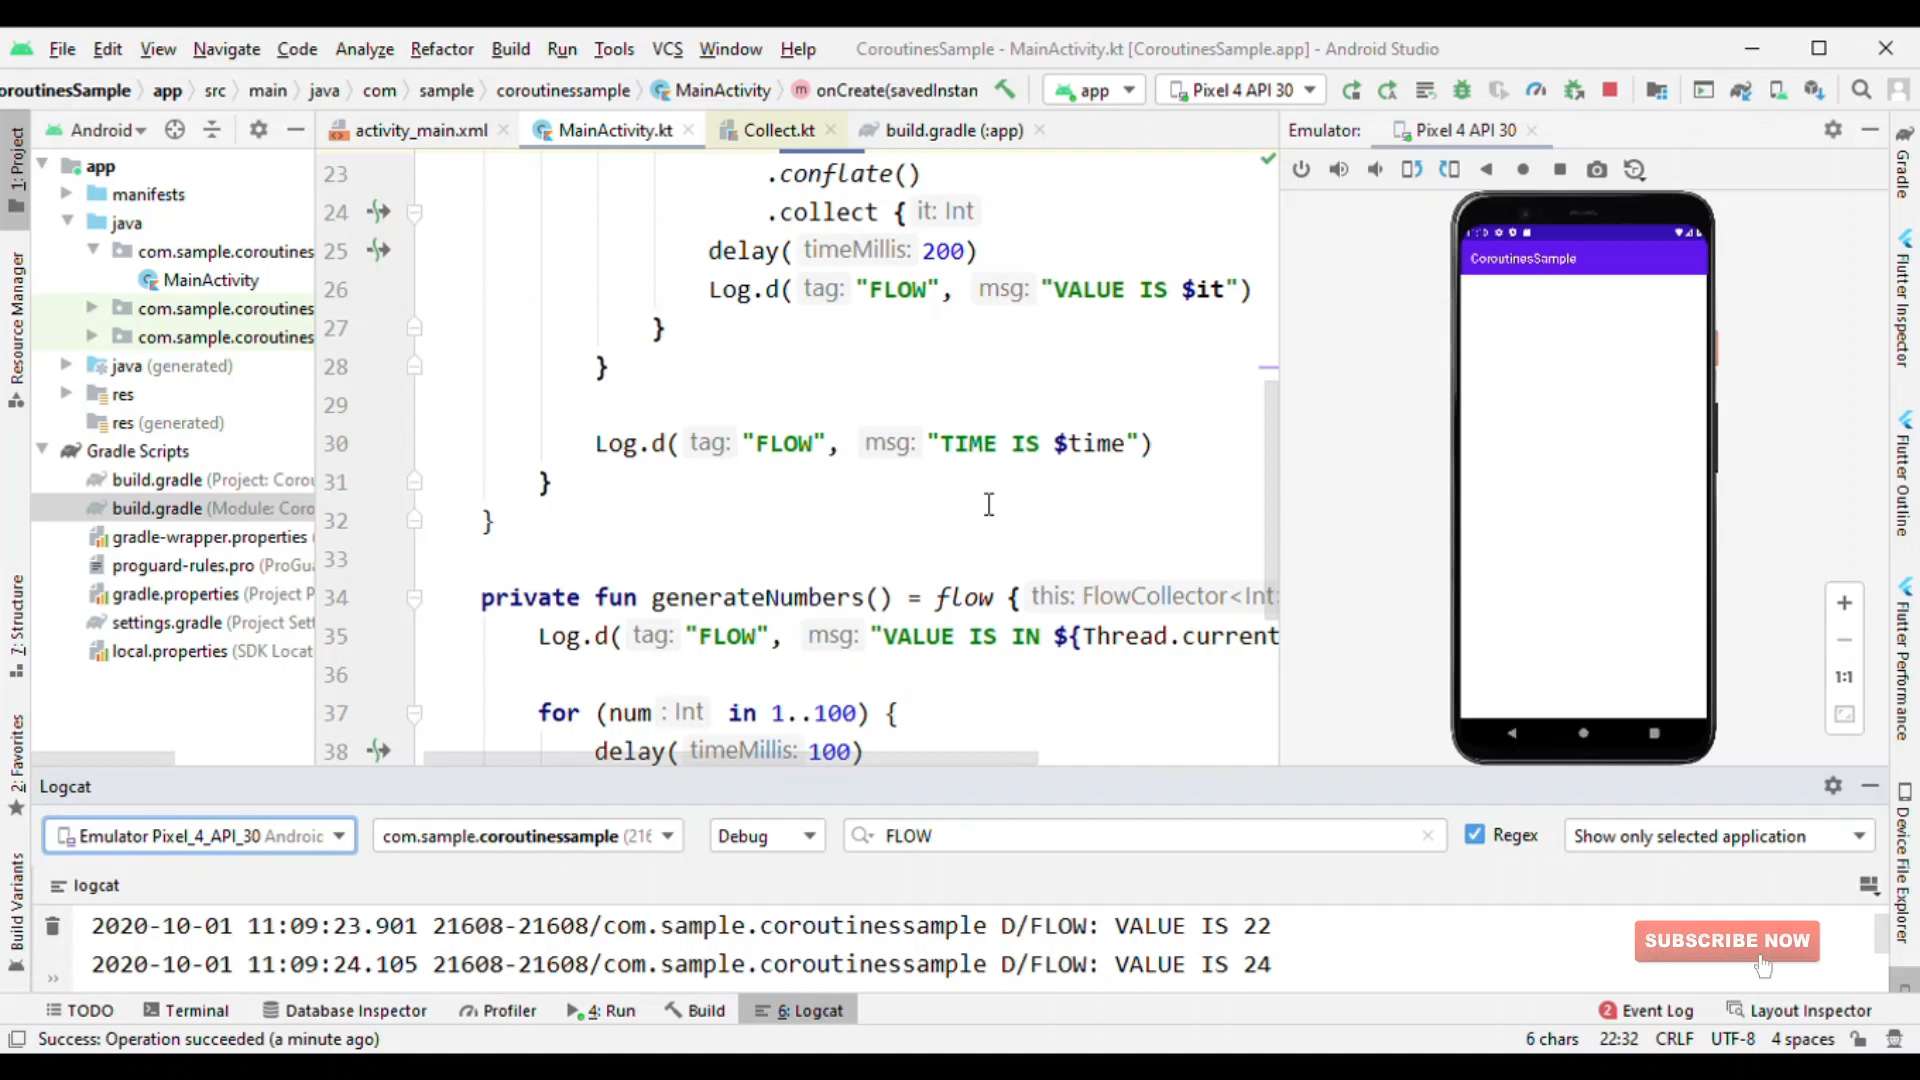 File Edit View Navigate Code Analyze Refactor Build Run Tools VCS Window Help CoroutinesSample - MainActivity.kt [CoroutinesSample.app] - Android Studio
oroutinesSample app src main java com sample coroutinessample MainActivity onCreate(savedInstan app Pixel 4 API 30
Android activity_main.xml MainActivity.kt Collect.kt build.gradle (:app) Emulator: Pixel 4 API 30
1: Project
Resource Manager
7: Structure
2: Favorites
Build Variants
app
manifests
java
com.sample.coroutines
MainActivity
com.sample.coroutines
com.sample.coroutines
java (generated)
res
res (generated)
Gradle Scripts
build.gradle (Project: Corou
build.gradle (Module: Coro
gradle-wrapper.properties
proguard-rules.pro (ProGua
gradle.properties (Project P
settings.gradle (Project Sett
local.properties (SDK Locat
23 .conflate()
24 .collect { it: Int
25 delay( timeMillis: 200)
26 Log.d( tag: "FLOW", msg: "VALUE IS $it")
27 }
28 }
29
30 Log.d( tag: "FLOW", msg: "TIME IS $time")
31 }
32 }
33
34 private fun generateNumbers() = flow { this: FlowCollector<Int>
35 Log.d( tag: "FLOW", msg: "VALUE IS IN ${Thread.current
36
37 for (num : Int in 1..100) {
38 delay( timeMillis: 100)
CoroutinesSample
1:1
Gradle
Flutter Inspector
Flutter Outline
Flutter Performance
Device File Explorer
Logcat
Emulator Pixel_4_API_30 Androic com.sample.coroutinessample (216 Debug FLOW Regex Show only selected application
logcat
2020-10-01 11:09:23.901 21608-21608/com.sample.coroutinessample D/FLOW: VALUE IS 22
2020-10-01 11:09:24.105 21608-21608/com.sample.coroutinessample D/FLOW: VALUE IS 24
SUBSCRIBE NOW
TODO Terminal Database Inspector Profiler 4: Run Build 6: Logcat 2 Event Log Layout Inspector
Success: Operation succeeded (a minute ago) 6 chars 22:32 CRLF UTF-8 4 spaces